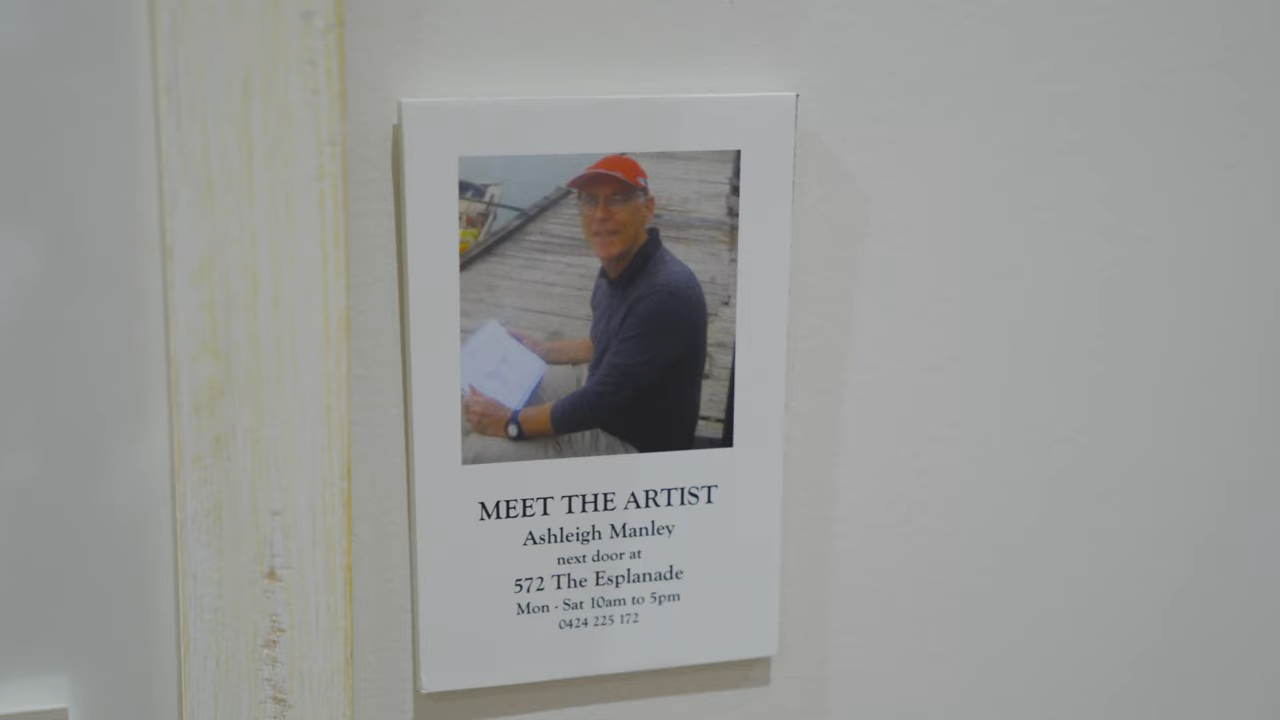 MEET THE ARTIST
Ashleigh Manley
next door at
572 The Esplanade
Mon - Sat 10am to 5pm
0424 225 172